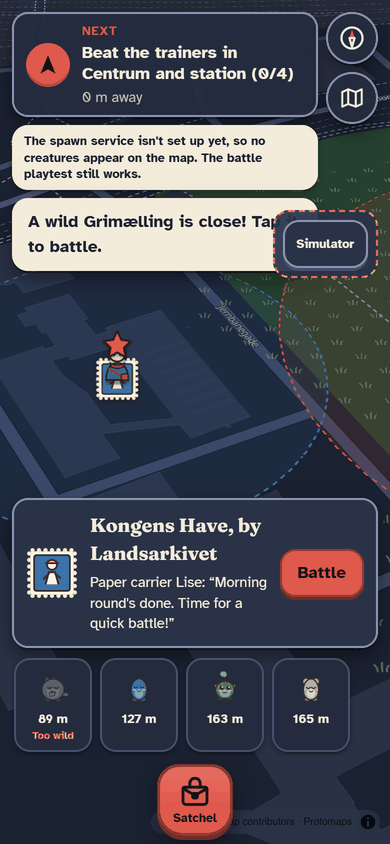 NEXT
Beat the trainers in
Centrum and station (0/4)
0 m away
The spawn service isn't set up yet, so no
creatures appear on the map. The battle
playtest still works.
A wild Grimælling is close! Tap
to battle.
Simulator
Jernbanegade
Kongens Have, by
Landsarkivet
Paper carrier Lise: “Morning
round's done. Time for a
quick battle!”
Battle
89 m
Too wild
127 m
163 m
165 m
Satchel
contributors · Protomaps